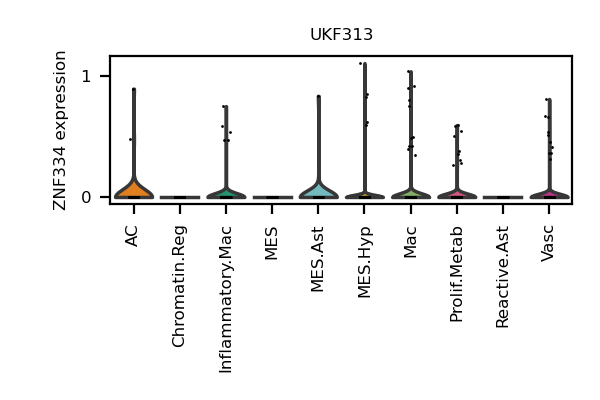 UKF313
ZNF334 expression
1
0
AC
Chromatin.Reg
Inflammatory.Mac
MES
MES.Ast
MES.Hyp
Mac
Prolif.Metab
Reactive.Ast
Vasc